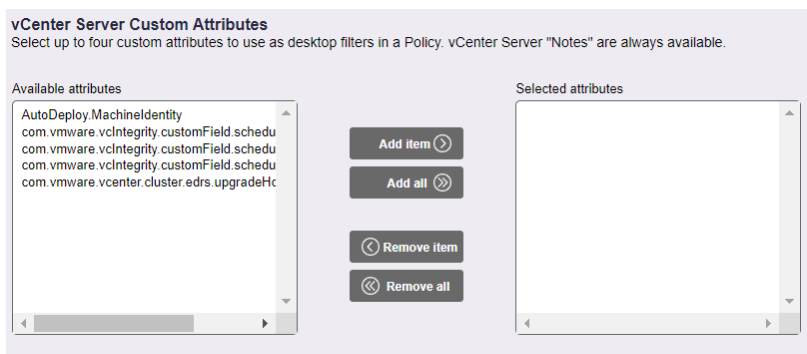 vCenter Server Custom Attributes
Select up to four custom attributes to use as desktop filters in a Policy. vCenter Server "Notes" are always available.
Available attributes
Selected attributes
AutoDeploy.MachineIdentity
com.vmware.vcIntegrity.customField.schedu
com.vmware.vcIntegrity.customField.schedu
com.vmware.vcIntegrity.customField.schedu
com.vmware.vcenter.cluster.edrs.upgradeHo
Add item
Add all
Remove item
Remove all